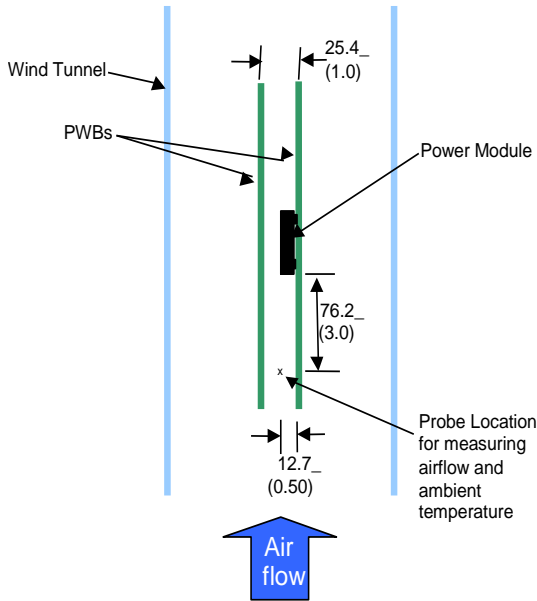 25.4_
(1.0)
Wind Tunnel
PWBs
Power Module
76.2_
(3.0)
x
Probe Location
for measuring
airflow and
ambient
temperature
12.7_
(0.50)
Air
flow